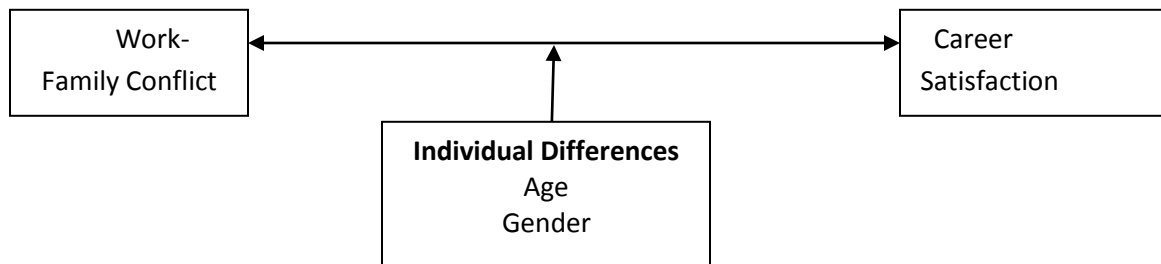 Work-
Family Conflict
Career
Satisfaction
Individual Differences
Age
Gender